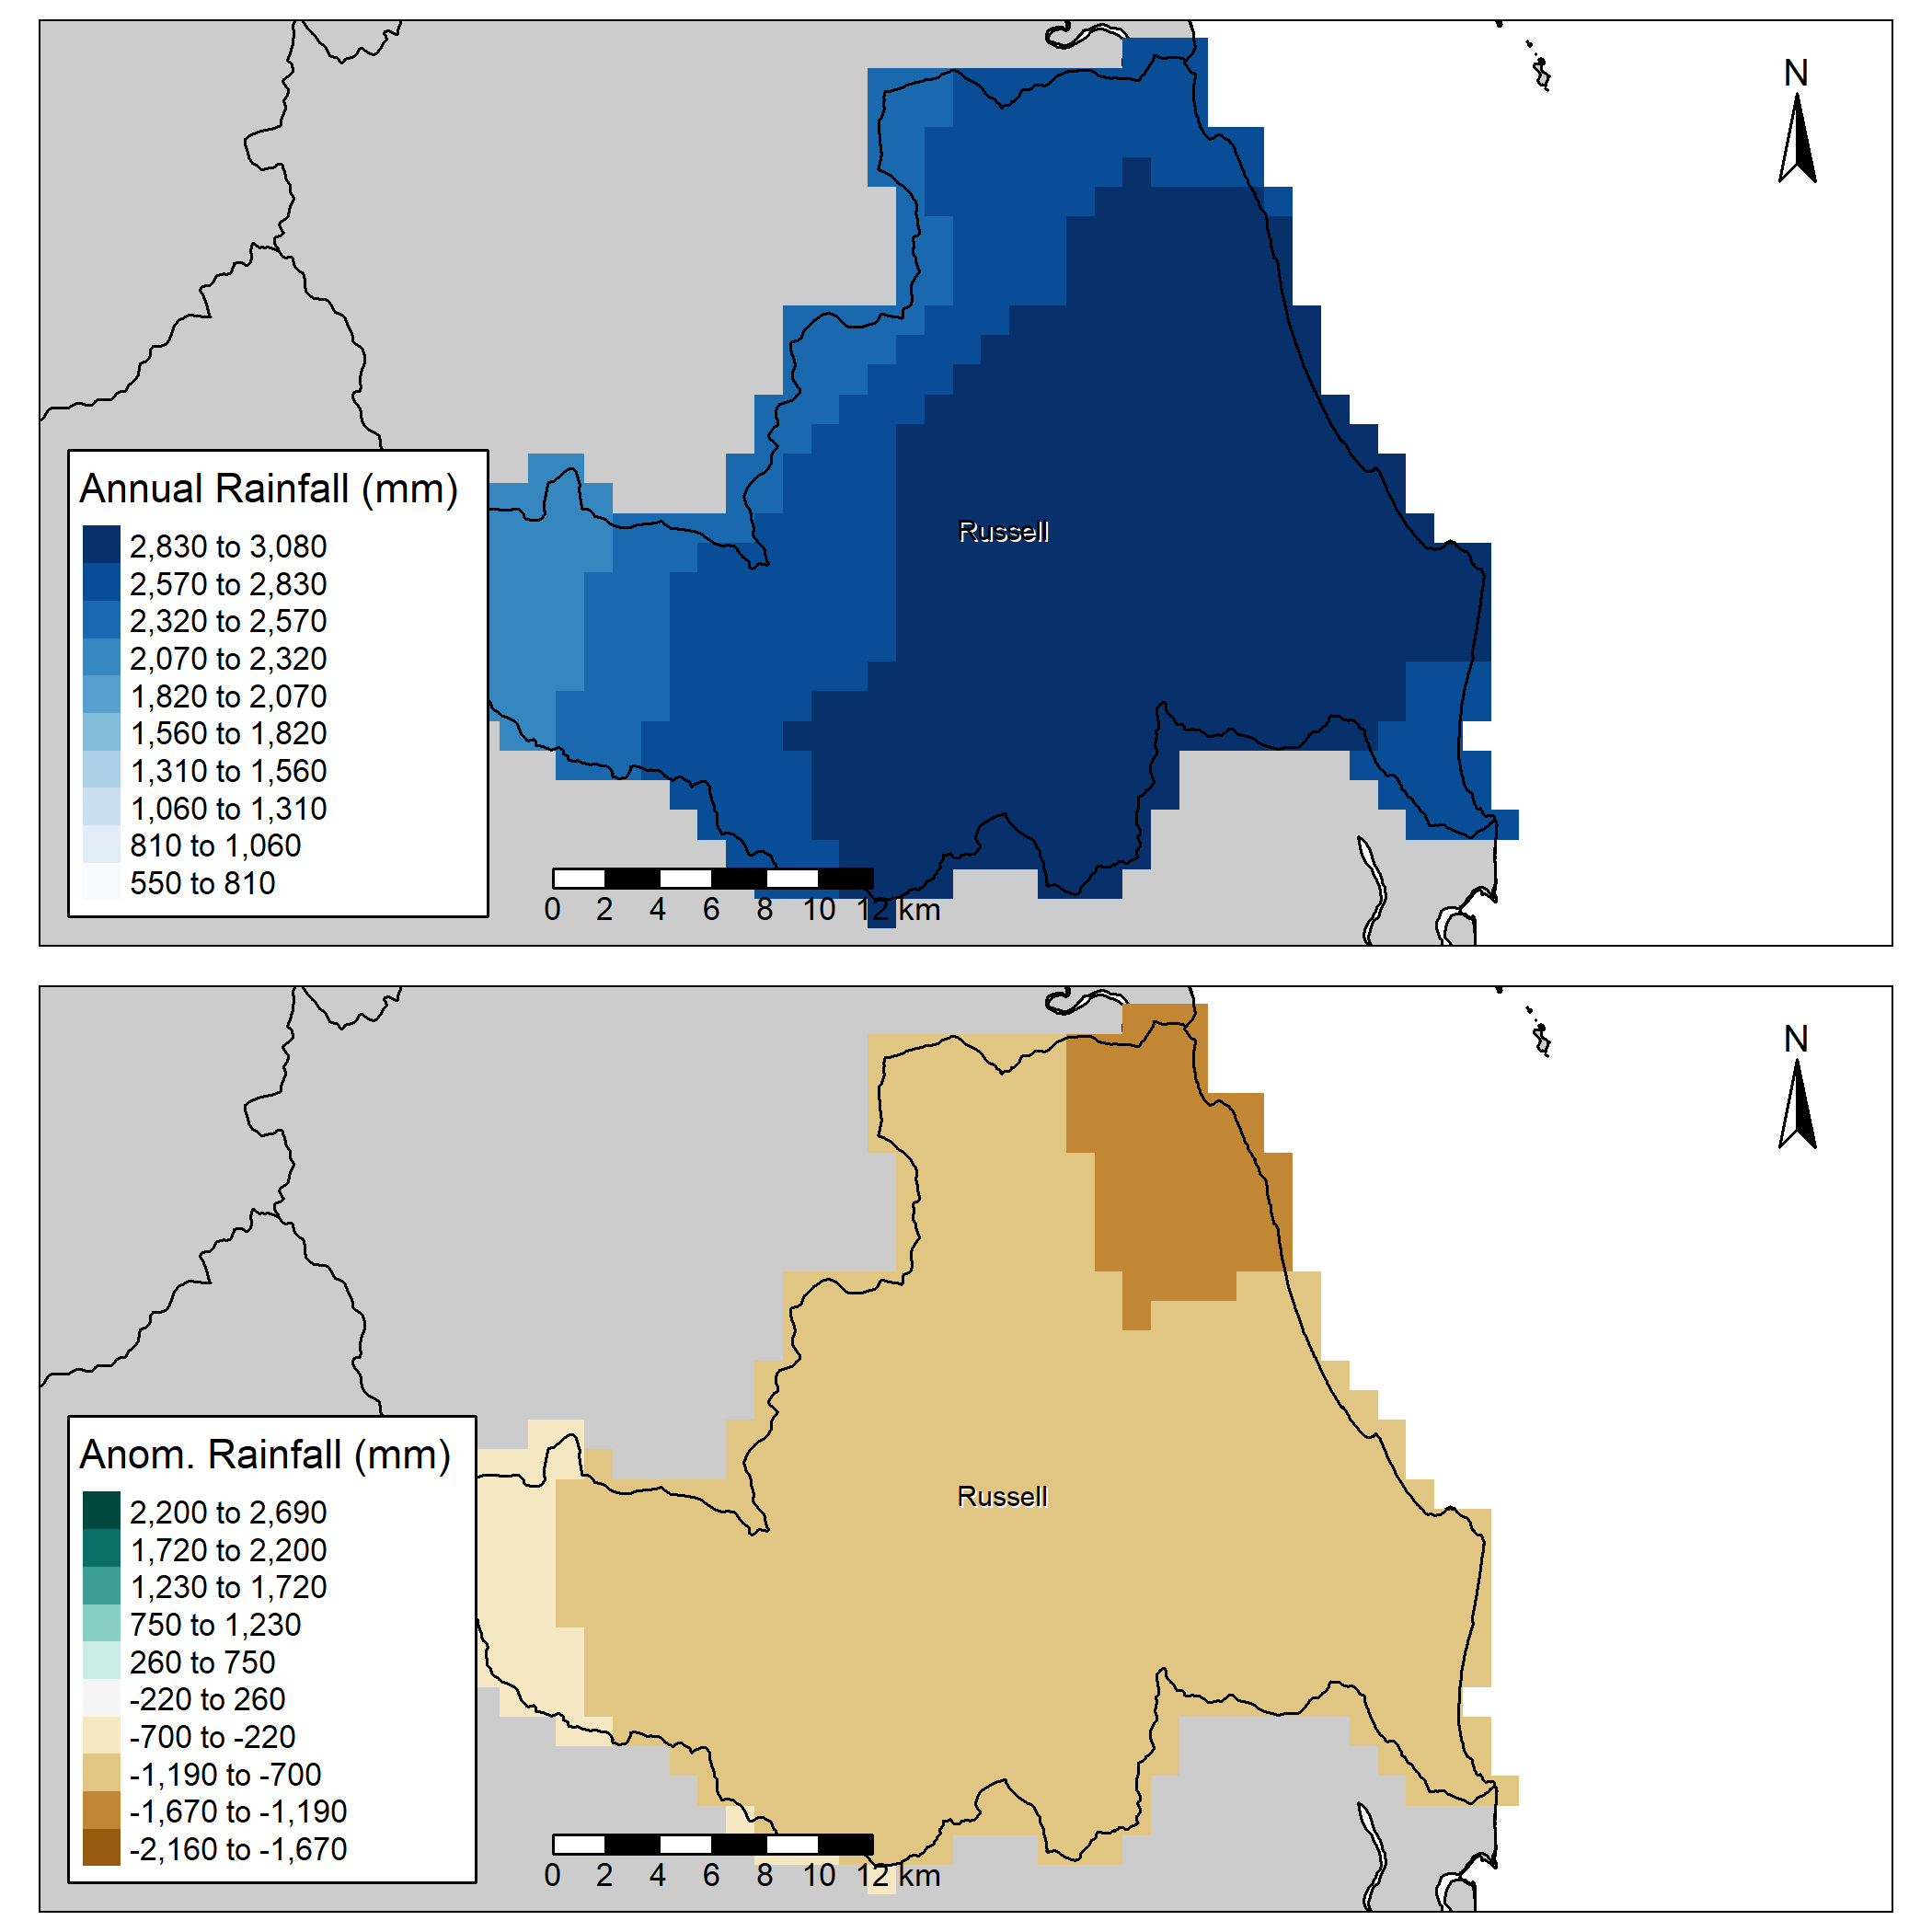 N
Russell
Annual Rainfall (mm)
2,830 to 3,080
2,570 to 2,830
2,320 to 2,570
2,070 to 2,320
1,820 to 2,070
1,560 to 1,820
1,310 to 1,560
1,060 to 1,310
810 to 1,060
550 to 810
0 2 4 6 8 10 12 km
N
Russell
Anom. Rainfall (mm)
2,200 to 2,690
1,720 to 2,200
1,230 to 1,720
750 to 1,230
260 to 750
-220 to 260
-700 to -220
-1,190 to -700
-1,670 to -1,190
-2,160 to -1,670
0 2 4 6 8 10 12 km